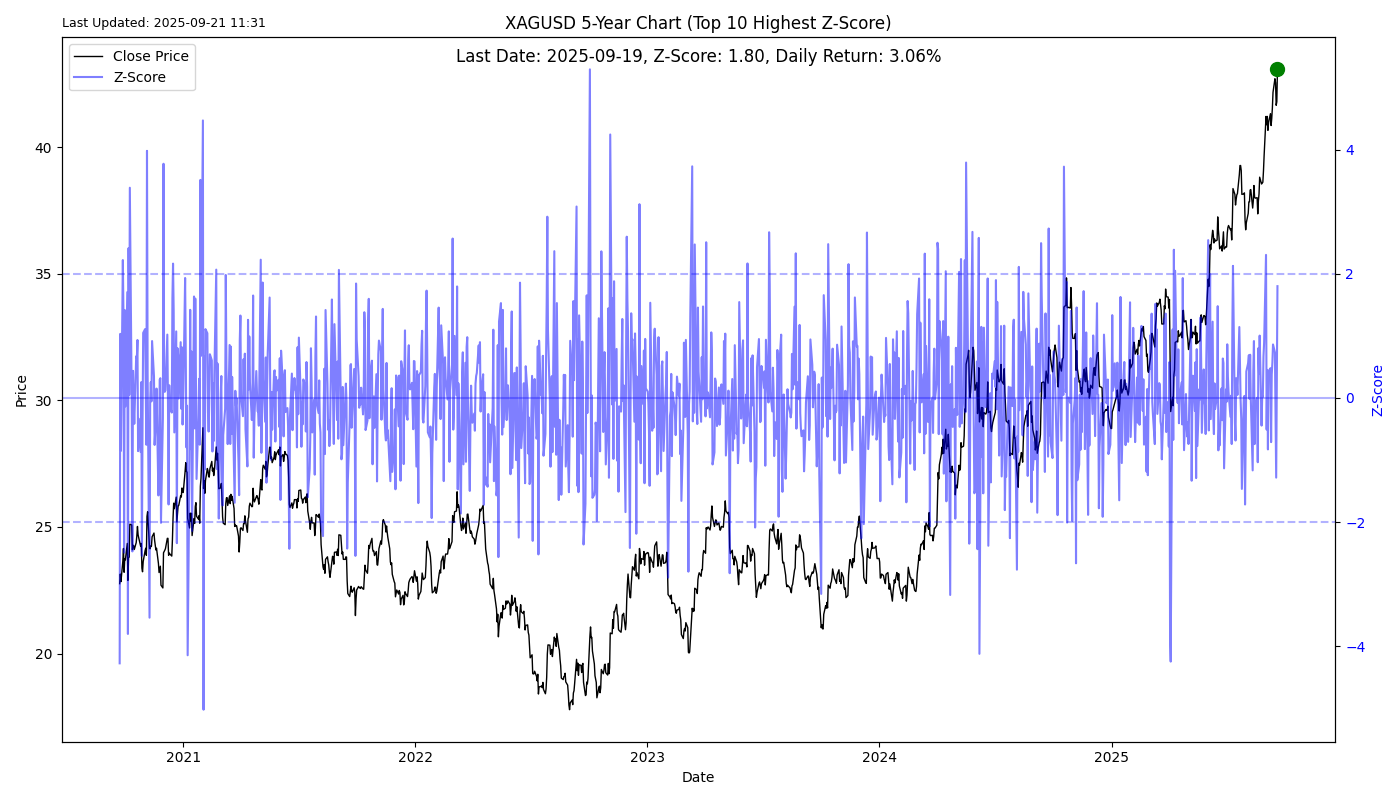 Last Updated: 2025-09-21 11:31
XAGUSD 5-Year Chart (Top 10 Highest Z-Score)
Last Date: 2025-09-19, Z-Score: 1.80, Daily Return: 3.06%
Close Price
Z-Score
Price
40
35
30
25
20
4
2
0
−2
−4
Z-Score
2021
2022
2023
2024
2025
Date